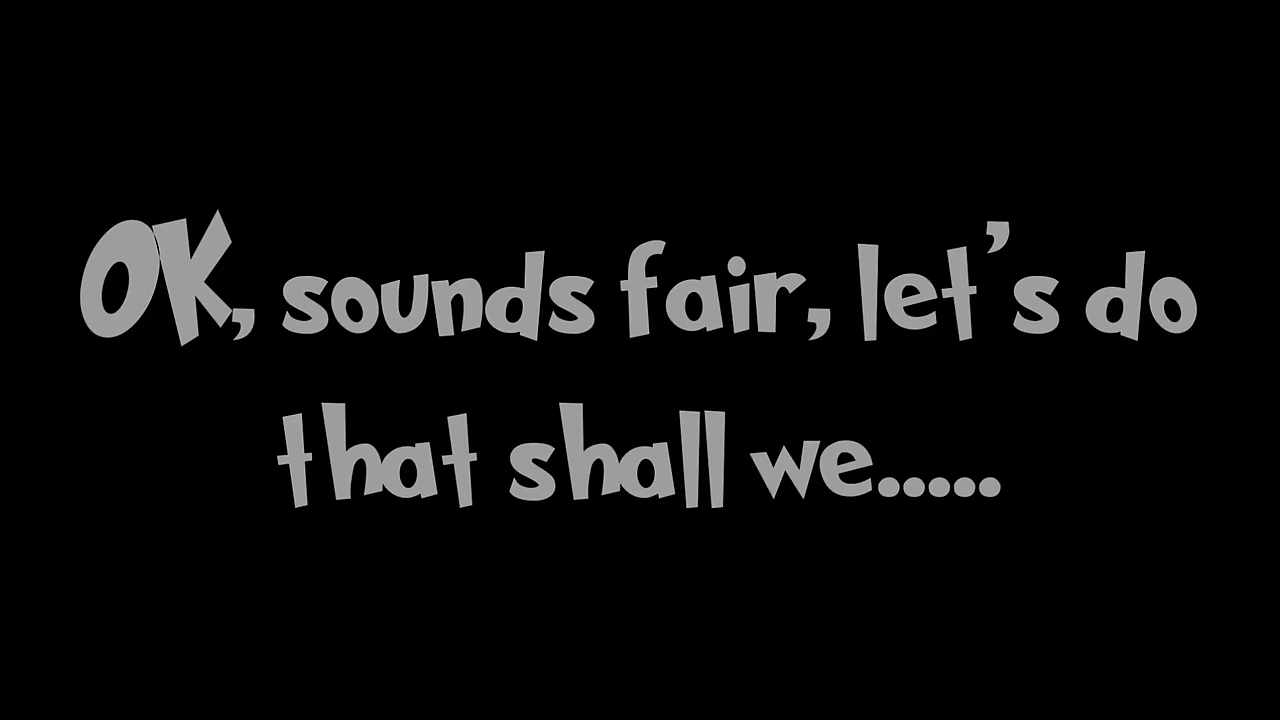 OK, sounds fair, let's do
that shall we.....